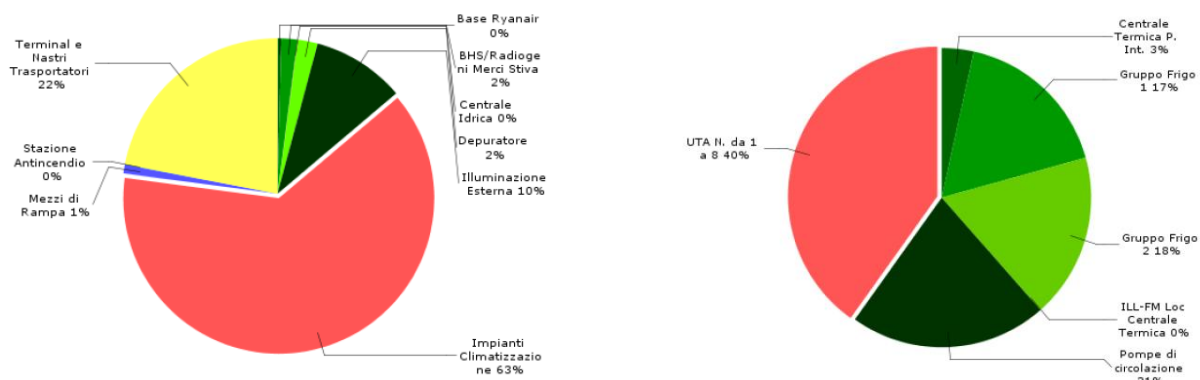 Base Ryanair
0%
BHS/Radioge
ni Merci Stiva
2%
Centrale
Idrica 0%
Depuratore
2%
Illuminazione
Esterna 10%
Impianti
Climatizzazio
ne 63%
Mezzi di
Rampa 1%
Stazione
Antincendio
0%
Terminal e
Nastri
Trasportatori
22%
Centrale
Termica P.
Int. 3%
Gruppo Frigo
1 17%
Gruppo Frigo
2 18%
ILL-FM Loc
Centrale
Termica 0%
Pompe di
circolazione
21%
UTA N. da 1
a 8 40%